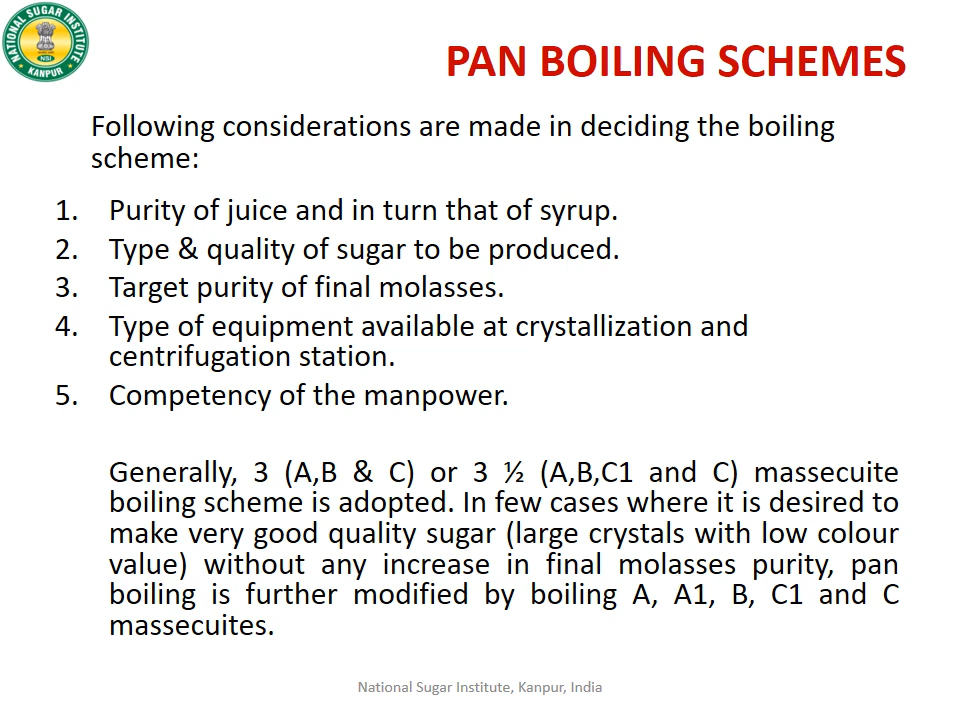 NATIONAL SUGAR INSTITUTE
NSI
KANPUR
PAN BOILING SCHEMES
Following considerations are made in deciding the boiling
scheme:
1. Purity of juice and in turn that of syrup.
2. Type & quality of sugar to be produced.
3. Target purity of final molasses.
4. Type of equipment available at crystallization and
centrifugation station.
5. Competency of the manpower.
Generally, 3 (A,B & C) or 3 ½ (A,B,C1 and C) massecuite
boiling scheme is adopted. In few cases where it is desired to
make very good quality sugar (large crystals with low colour
value) without any increase in final molasses purity, pan
boiling is further modified by boiling A, A1, B, C1 and C
massecuites.
National Sugar Institute, Kanpur, India